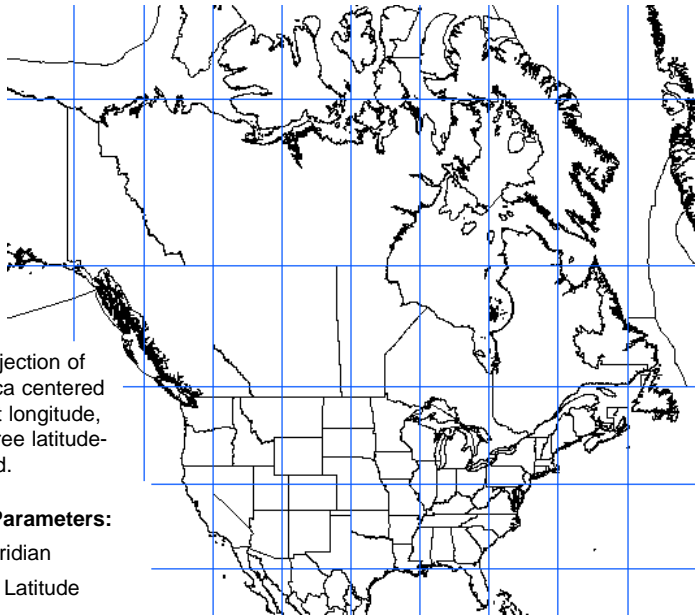 jection of
ca centered
t longitude,
ree latitude-
d.
Parameters:
ridian
Latitude